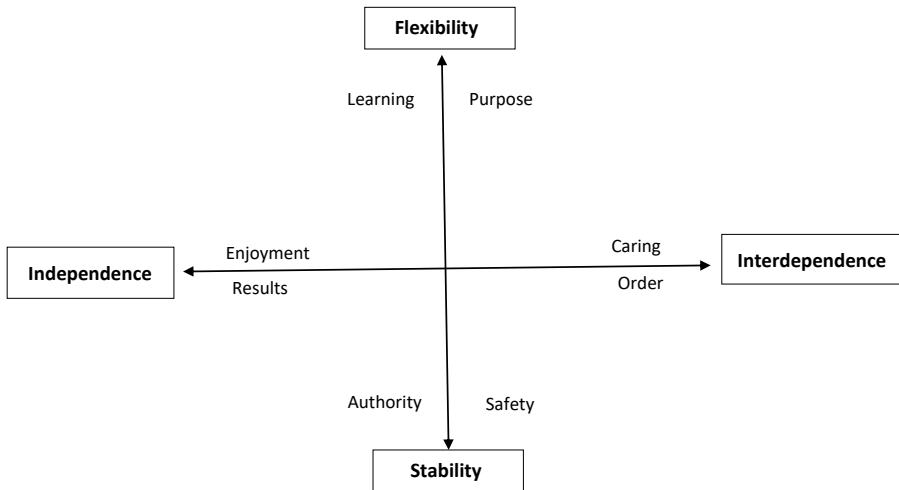 Flexibility
Learning Purpose
Enjoyment Caring
Independence Interdependence
Results Order
Authority Safety
Stability